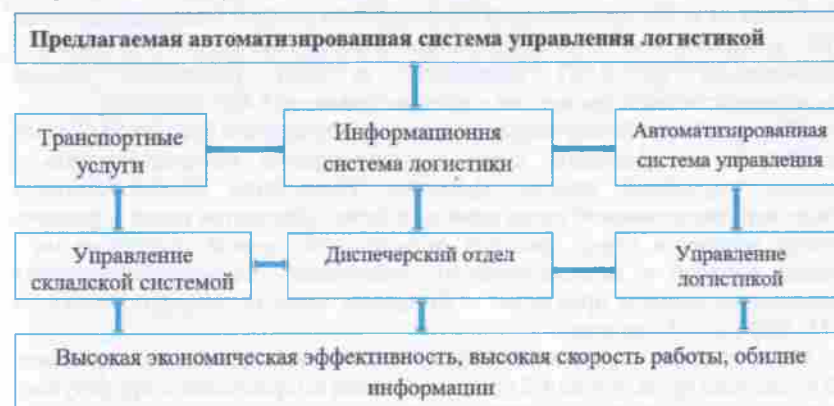 Предлагаемая автоматизированная система управления логистикой
Транспортные
услуги
Информационня
система логистики
Автоматизированная
система управления
Управление
складской системой
Диспечерский отдел
Управление
логистикой
Высокая экономическая эффективность, высокая скорость работы, обилие
информации